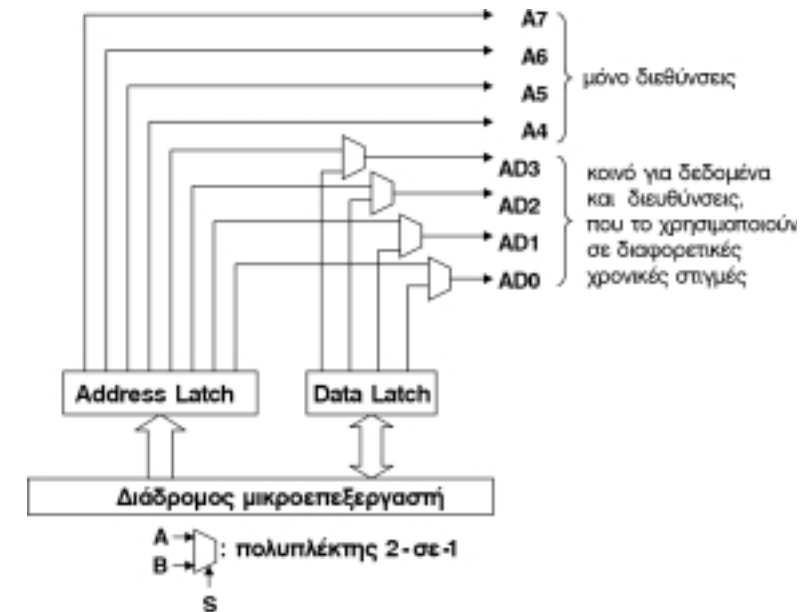 A7
A6
A5
A4
μόνο διεθύνσεις
AD3
AD2
AD1
AD0
κοινό για δεδομένα
και διευθύνσεις,
που το χρησιμοποιούν
σε διαφορετικές
χρονικές στιγμές
Address Latch
Data Latch
Διάδρομος μικροεπεξεργαστή
A
B
: πολυπλέκτης 2-σε-1
S